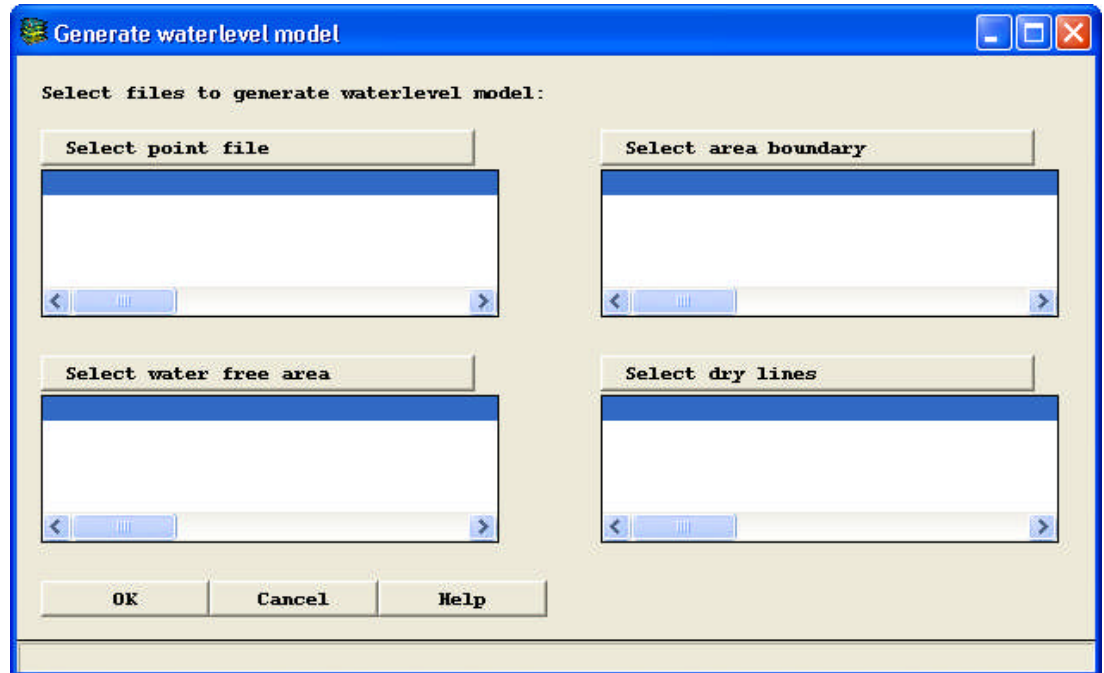 Generate waterlevel model
Select files to generate waterlevel model:
Select point file
Select area boundary
Select water free area
Select dry lines
OK Cancel Help